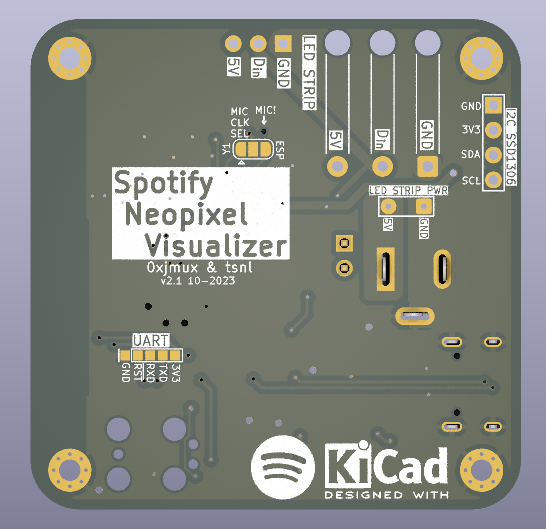 5V
Din
GND
LED STRIP
MIC
CLK
SEL
MIC!
ESP
5V
Din
GND
GND
3V3
SDA
SCL
I2C SSD1306
LED STRIP PWR
5V
GND
Spotify
Neopixel
Visualizer
0xjmux & tsnl
v2.1 10-2023
UART
GND
RST
RXD
TXD
3V3
KiCad
DESIGNED WITH